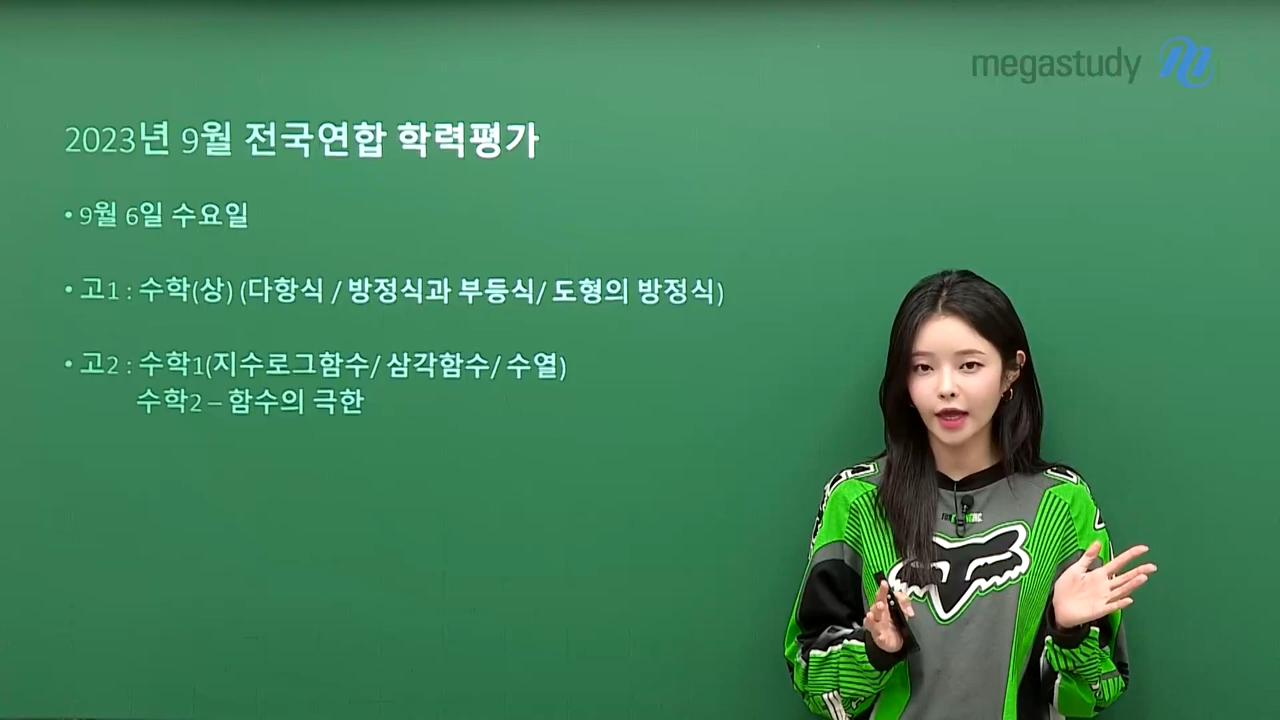 megastudy
2023년 9월 전국연합 학력평가
• 9월 6일 수요일
• 고1 : 수학(상) (다항식 / 방정식과 부등식/ 도형의 방정식)
• 고2 : 수학1(지수로그함수/ 삼각함수/ 수열)
수학2 – 함수의 극한